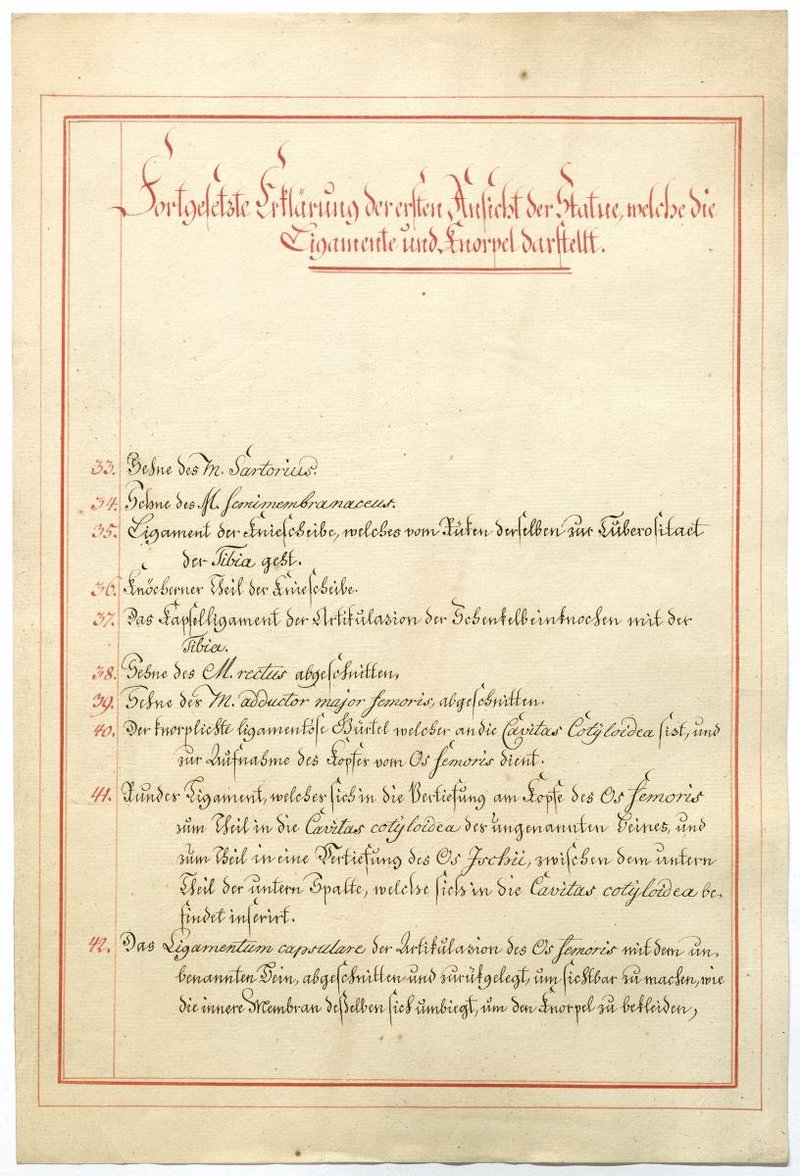 Fortgesetzte Erklärung der ersten Ansicht der Statue, welche die
Ligamente und Knorpel darstellt.
33. Sehne des M. Sartorius.
34. Sehne des M. semimembranaceus.
35. Ligament der Kniescheibe, welches vom Rüken derselben zur Tuberositaet
der Tibia geht.
36. Knöcherner Theil der Kniescheibe.
37. Das Kapselligament der Artikulazion der Schenkelbeinknochen mit der
Tibia.
38. Sehne des M. rectus abgeschnitten,
39. Sehne des M. adductor major femoris, abgeschnitten.
40. Der knorplichte ligamentöse Gürtel welcher an die Cavitas Cotyloidea sizt, und
zur Aufnahme des Kopfes vom Os femoris dient.
41. Rundes Ligament, welches sich in die Vertiefung am Kopfe des Os femoris
zum Theil in die Cavitas cotyloidea des ungenannten Beines, und
zum Theil in eine Vertiefung des Os Ischii, zwischen dem untern
Theil der untern Spalte, welche sich in die Cavitas cotyloidea be-
findet inserirt.
42. Das Ligamentum capsulare der Artikulazion des Os femoris mit dem un-
benannten Bein, abgeschnitten und zurükgelegt, um sichtbar zu machen, wie
die innere Membran desselben sich umbiegt, um den Knorpel zu bekleiden,